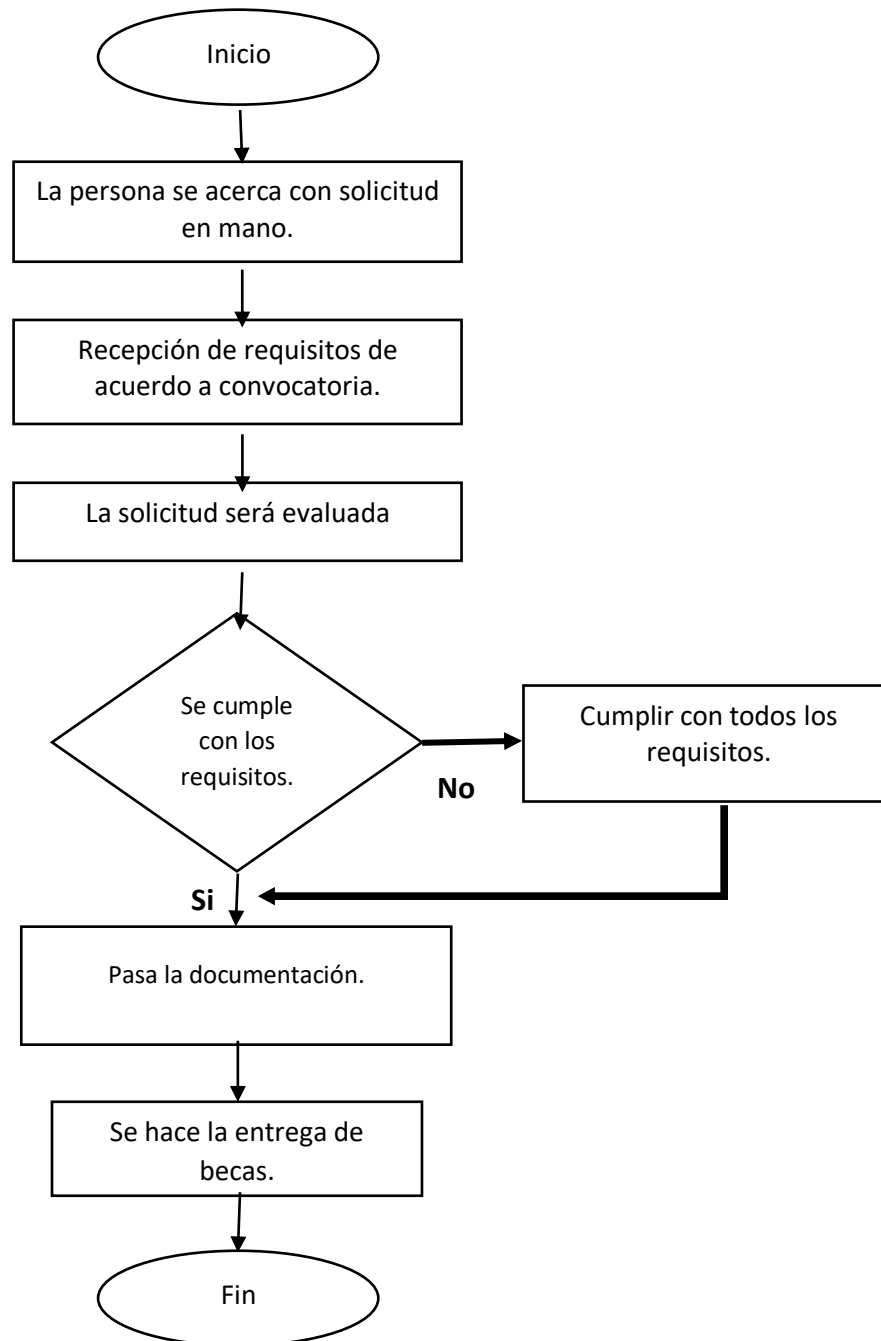 Inicio
La persona se acerca con solicitud
en mano.
Recepción de requisitos de
acuerdo a convocatoria.
La solicitud será evaluada
Se cumple
con los
requisitos.
No
Cumplir con todos los
requisitos.
Si
Pasa la documentación.
Se hace la entrega de
becas.
Fin